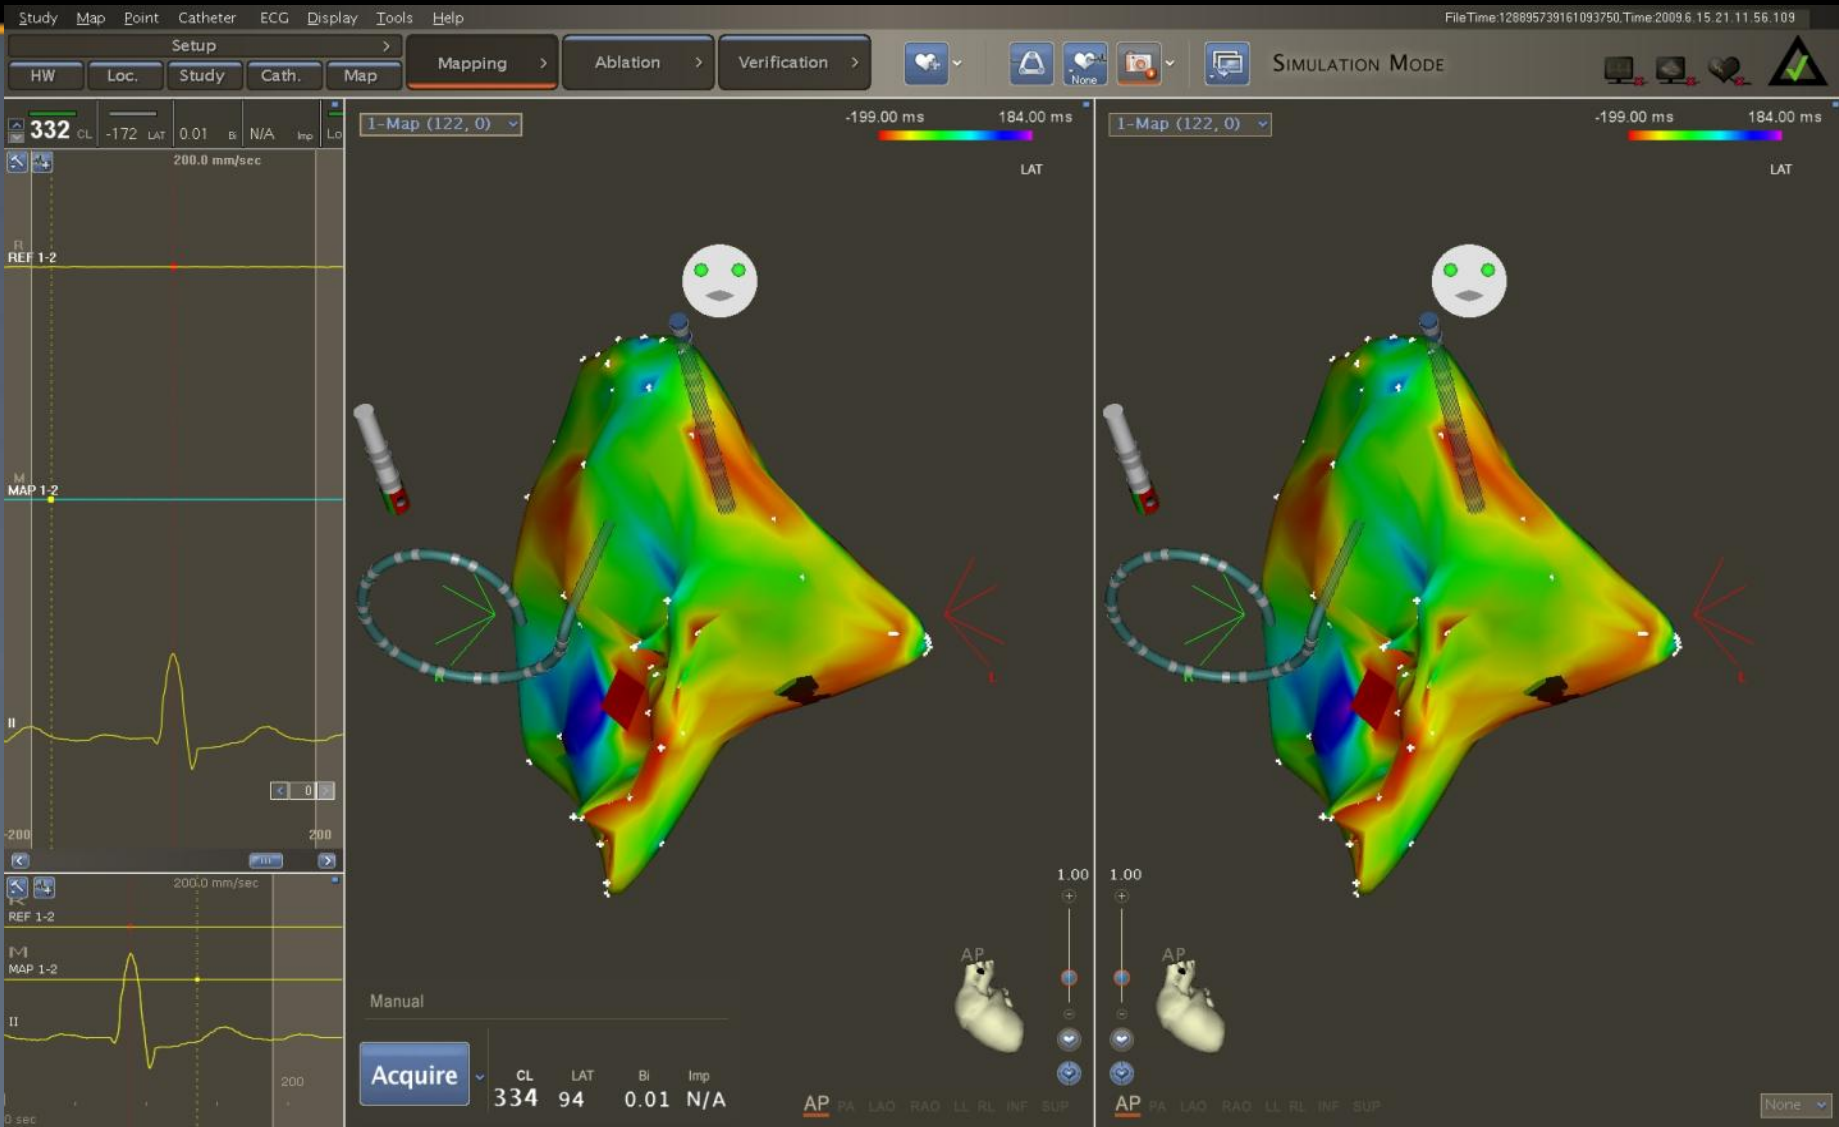 Study Map Point Catheter ECG Display Tools Help
FileTime:128895739161093750,Time:2009.6.15.21.11.56.109
Setup >
HW Loc. Study Cath. Map
Mapping >
Ablation >
Verification >
None
SIMULATION MODE
332 CL -172 LAT 0.01 Bi N/A Imp Lo
200.0 mm/sec
R
REF 1-2
M
MAP 1-2
II
< 0 >
-200 200
200.0 mm/sec
R
REF 1-2
M
MAP 1-2
II
200
0 sec
1-Map (122, 0)
-199.00 ms 184.00 ms
LAT
R
L
1.00
AP
Manual
Acquire
CL LAT Bi Imp
334 94 0.01 N/A
AP PA LAO RAO LL RL INF SUP
1-Map (122, 0)
-199.00 ms 184.00 ms
LAT
R
L
1.00
AP
AP PA LAO RAO LL RL INF SUP
None